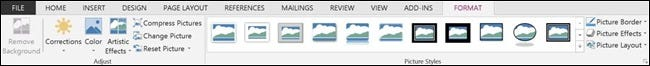 FILE HOME INSERT DESIGN PAGE LAYOUT REFERENCES MAILINGS REVIEW VIEW ADD-INS FORMAT
Remove Background
Corrections
Color
Artistic Effects
Compress Pictures
Change Picture
Reset Picture
Adjust
Picture Styles
Picture Border
Picture Effects
Picture Layout